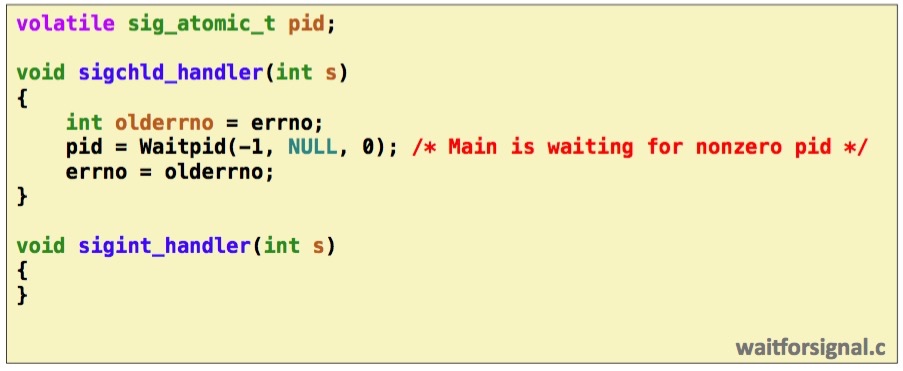 volatile sig_atomic_t pid;
void sigchld_handler(int s)
{
int olderrno = errno;
pid = Waitpid(-1, NULL, 0); /* Main is waiting for nonzero pid */
errno = olderrno;
}
void sigint_handler(int s)
{
}
waitforsignal.c